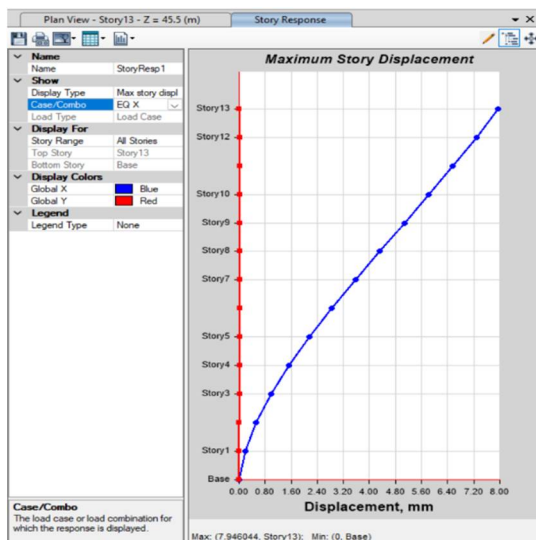 Plan View - Story13 - Z = 45.5 (m)
Story Response
Name
Name StoryResp1
Show
Display Type Max story displ
Case/Combo EQ X
Load Type Load Case
Display For
Story Range All Stories
Top Story Story13
Bottom Story Base
Display Colors
Global X Blue
Global Y Red
Legend
Legend Type None
Case/Combo
The load case or load combination for
which the response is displayed.
Maximum Story Displacement
Story13
Story12
Story10
Story9
Story8
Story7
Story5
Story4
Story3
Story1
Base
0.00 0.80 1.60 2.40 3.20 4.00 4.80 5.60 6.40 7.20 8.00
Displacement, mm
Max: (7.946044, Story13); Min: (0, Base)